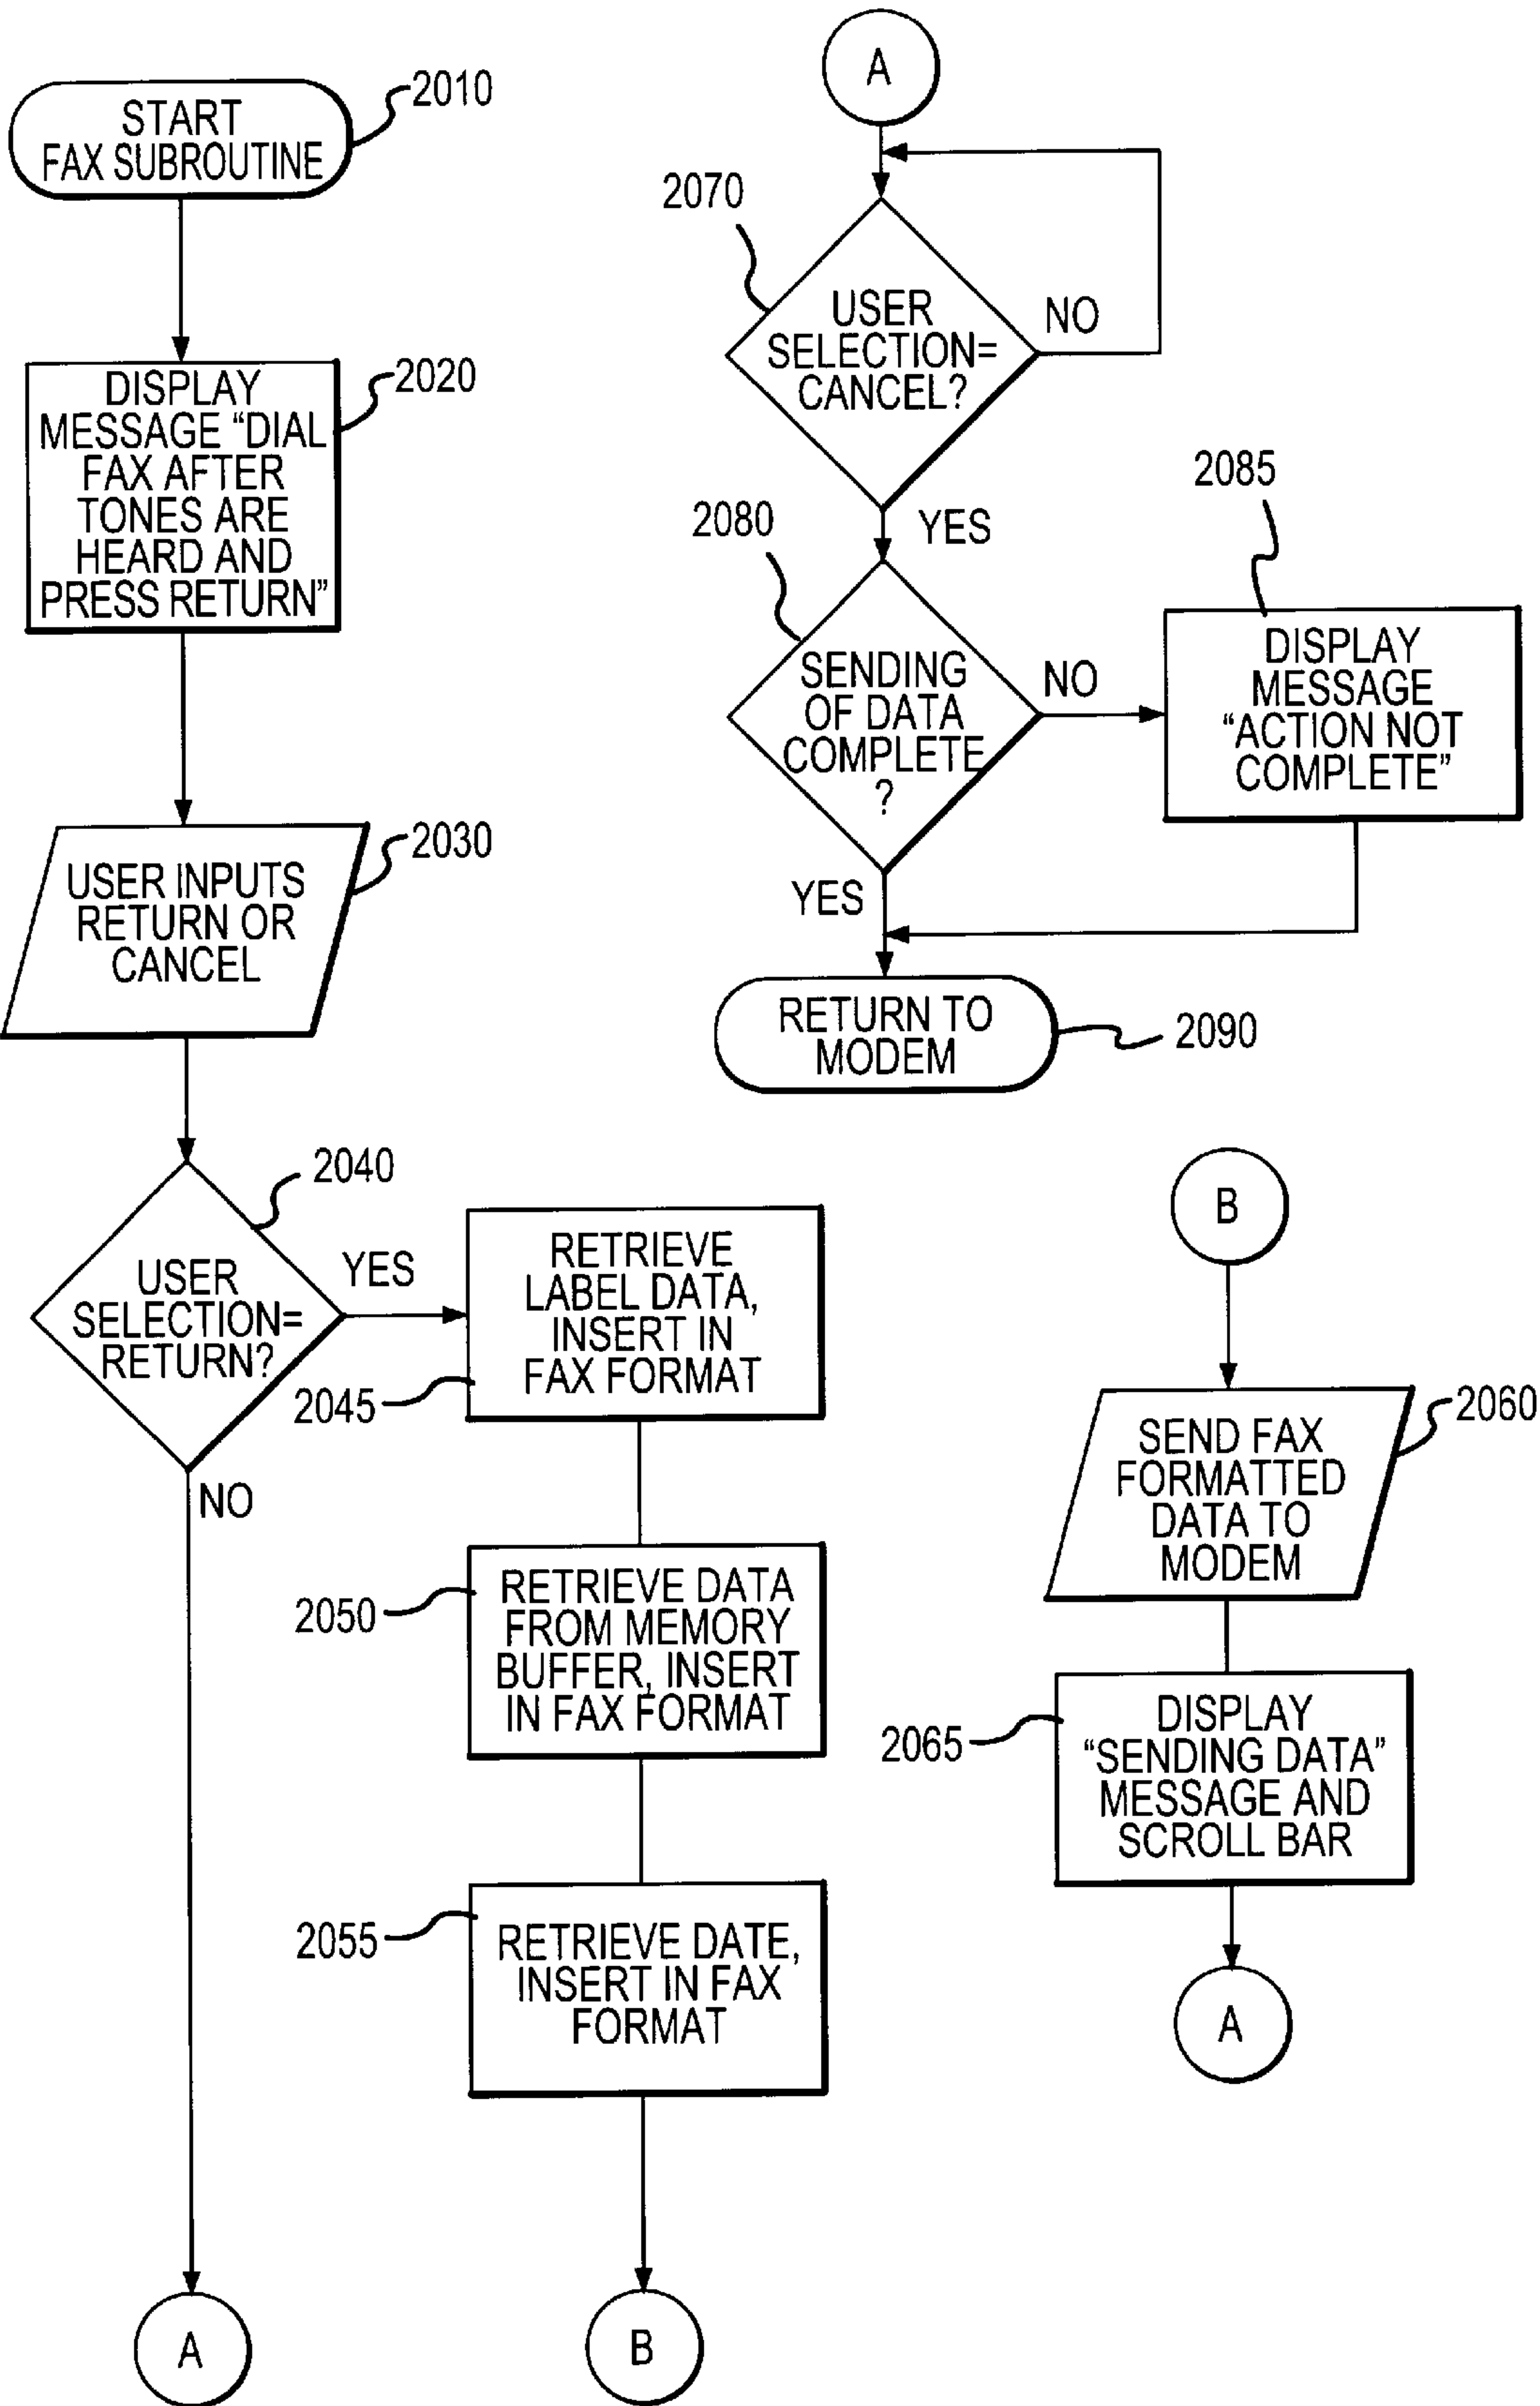 START
FAX SUBROUTINE
2010
DISPLAY
MESSAGE “DIAL
FAX AFTER
TONES ARE
HEARD AND
PRESS RETURN”
2020
USER INPUTS
RETURN OR
CANCEL
2030
USER
SELECTION=
RETURN?
2040
YES
NO
A
RETRIEVE
LABEL DATA,
INSERT IN
FAX FORMAT
2045
RETRIEVE DATA
FROM MEMORY
BUFFER, INSERT
IN FAX FORMAT
2050
RETRIEVE DATE,
INSERT IN FAX
FORMAT
2055
B
A
2070
USER
SELECTION=
CANCEL?
NO
YES
2080
SENDING
OF DATA
COMPLETE
?
NO
YES
2085
DISPLAY
MESSAGE
“ACTION NOT
COMPLETE”
RETURN TO
MODEM
2090
B
SEND FAX
FORMATTED
DATA TO
MODEM
2060
DISPLAY
“SENDING DATA”
MESSAGE AND
SCROLL BAR
2065
A